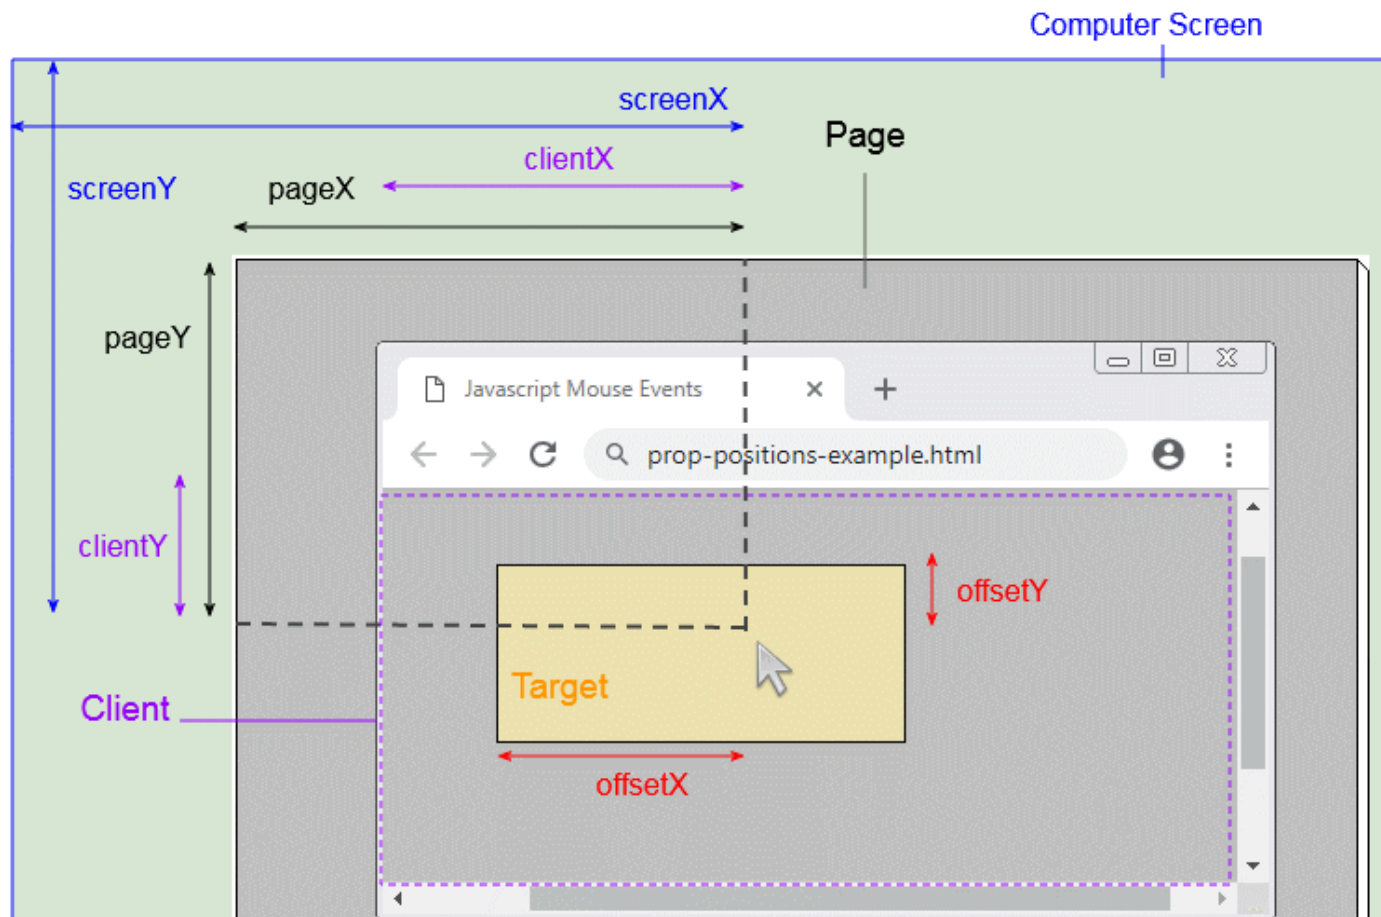 Computer Screen
screenX
Page
clientX
screenY
pageX
pageY
Javascript Mouse Events
prop-positions-example.html
clientY
offsetY
Target
Client
offsetX